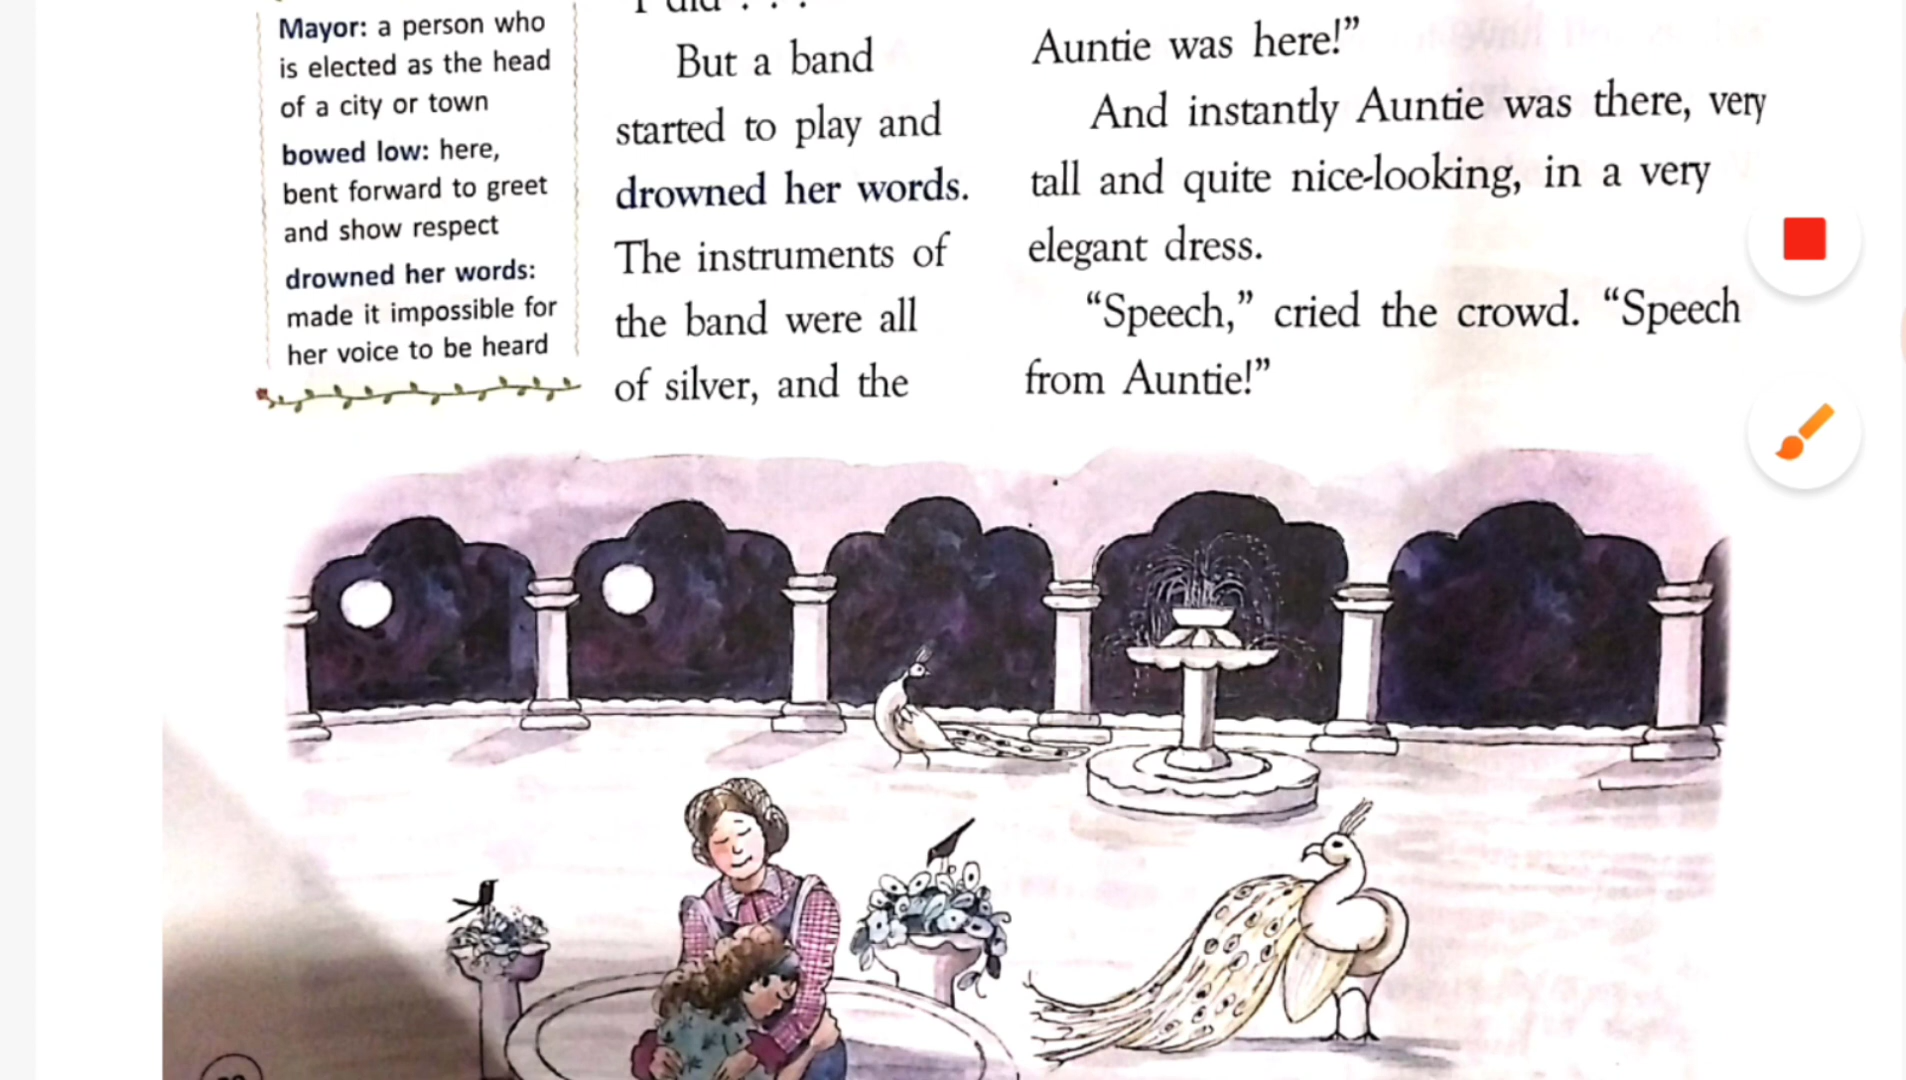 Mayor: a person who
is elected as the head
of a city or town
bowed low: here,
bent forward to greet
and show respect
drowned her words:
made it impossible for
her voice to be heard
I did . . .
But a band
started to play and
drowned her words.
The instruments of
the band were all
of silver, and the
Auntie was here!”
And instantly Auntie was there, very
tall and quite nice-looking, in a very
elegant dress.
“Speech,” cried the crowd. “Speech
from Auntie!”